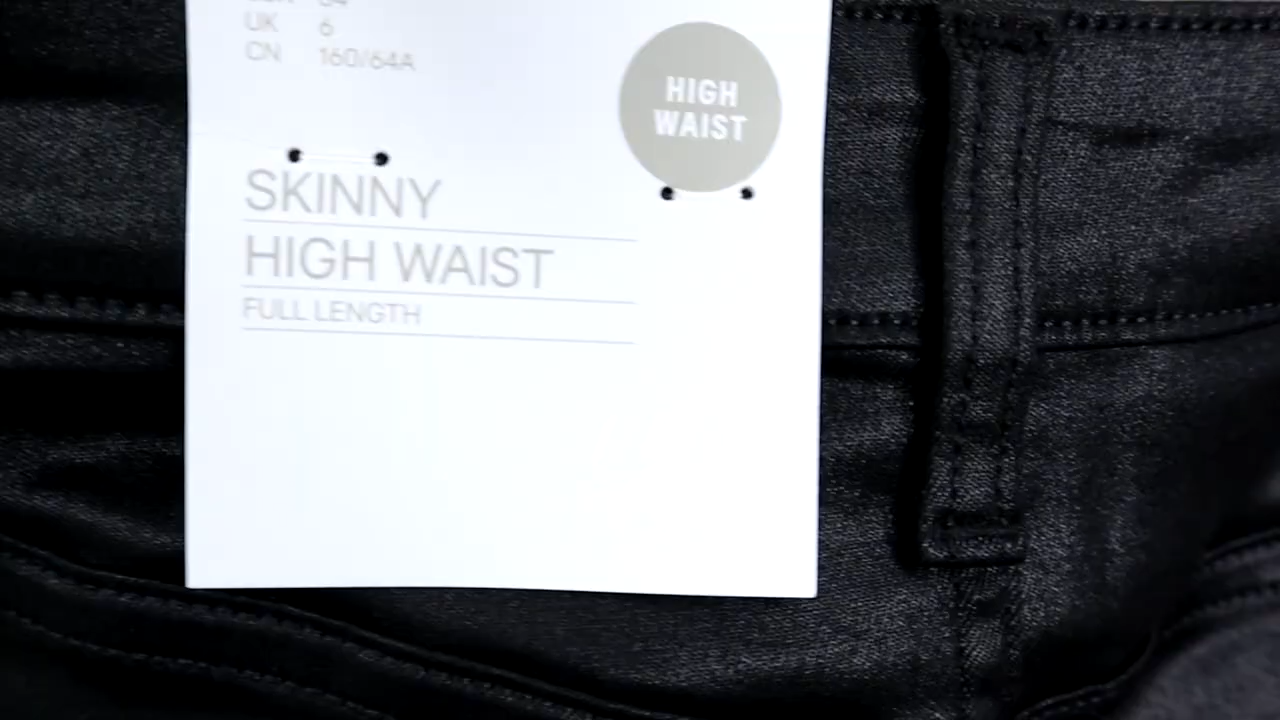 UK 6
CN 160/64A
HIGH
WAIST
SKINNY
HIGH WAIST
FULL LENGTH